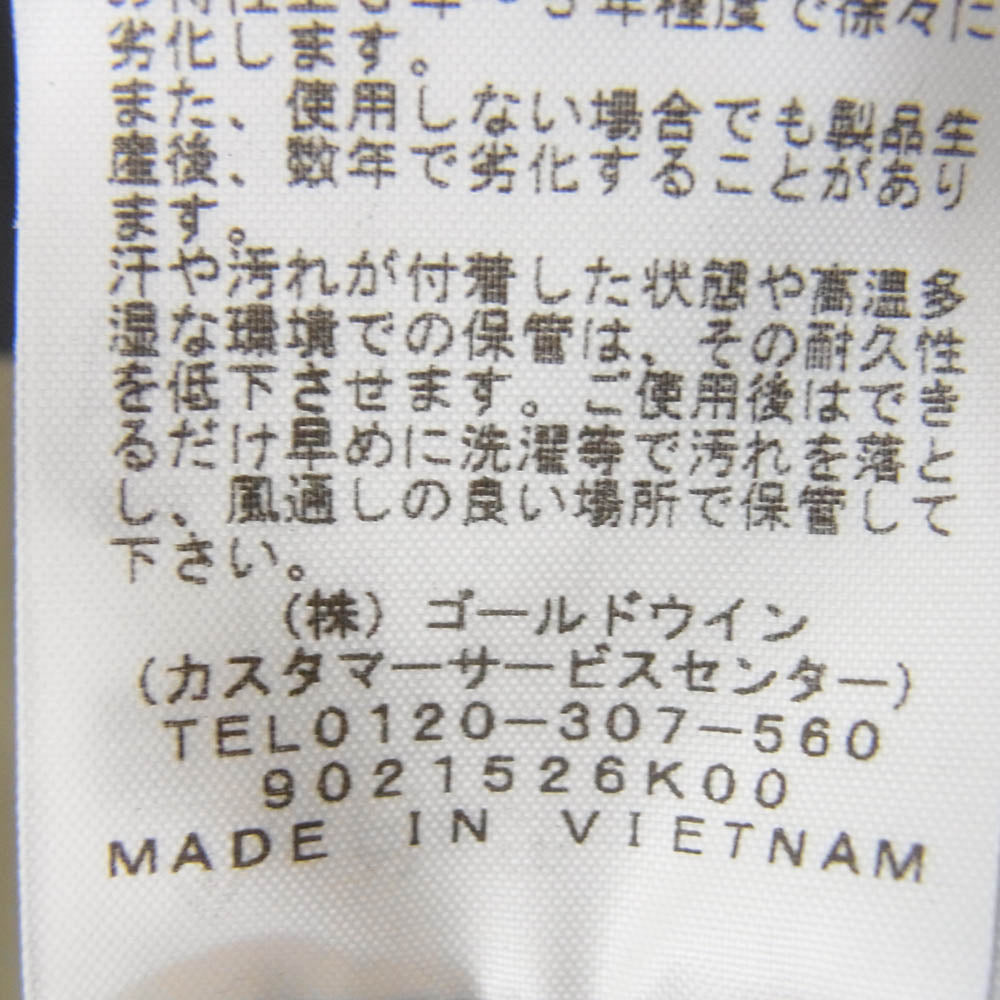 年程度で徐々に
劣化します。
また、使用しない場合でも製品生
産後、数年で劣化することがあり
ます。
汗や汚れが付着した状態や高温多
湿な環境での保管は、その耐久性
を低下させます。ご使用後はでき
るだけ早めに洗濯等で汚れを落と
し、風通しの良い場所で保管して
下さい。
(株) ゴールドウイン
(カスタマーサービスセンター)
TEL0120-307-560
9021526K00
MADE IN VIETNAM